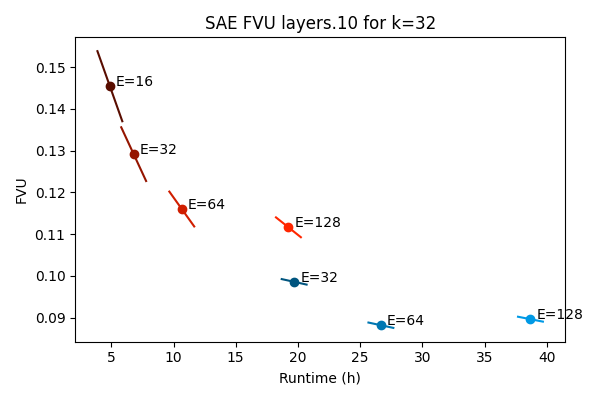 SAE FVU layers.10 for k=32
FVU
0.15
0.14
0.13
0.12
0.11
0.10
0.09
E=16
E=32
E=64
E=128
E=32
E=64
E=128
5
10
15
20
25
30
35
40
Runtime (h)